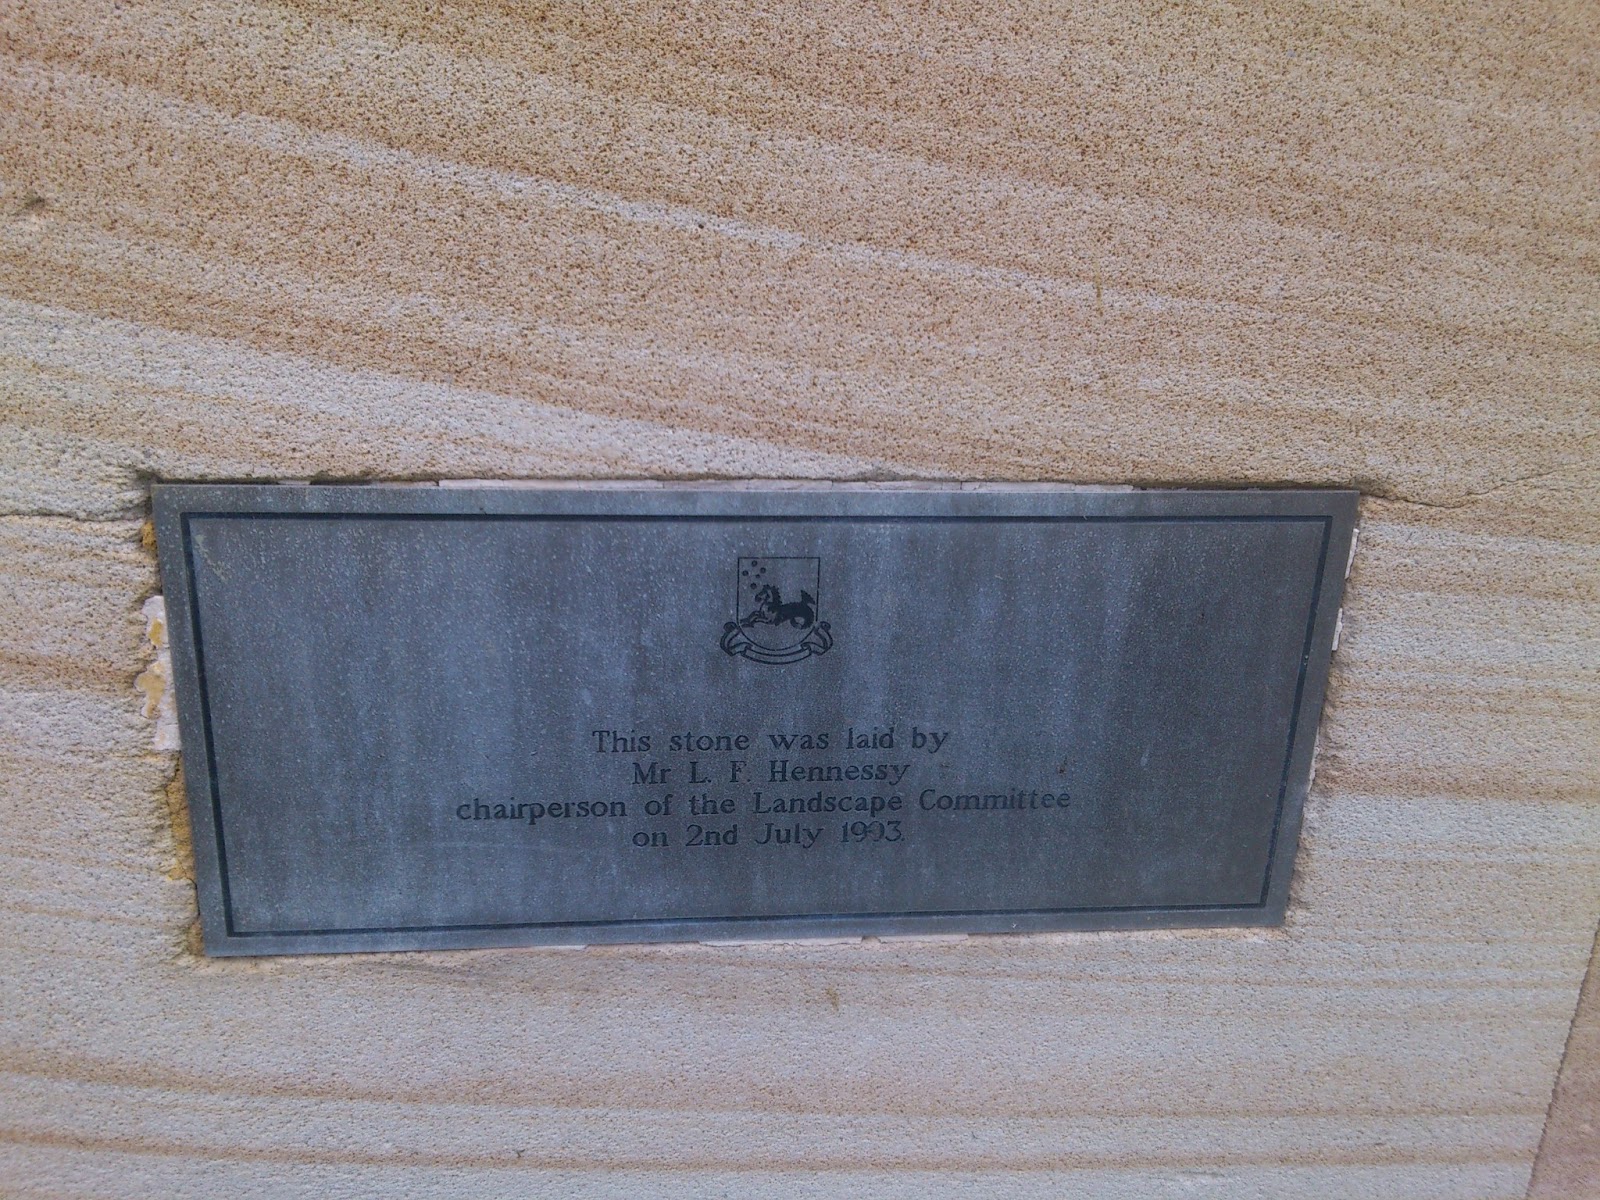 This stone was laid by
Mr L. F. Hennessy
chairperson of the Landscape Committee
on 2nd July 1993.